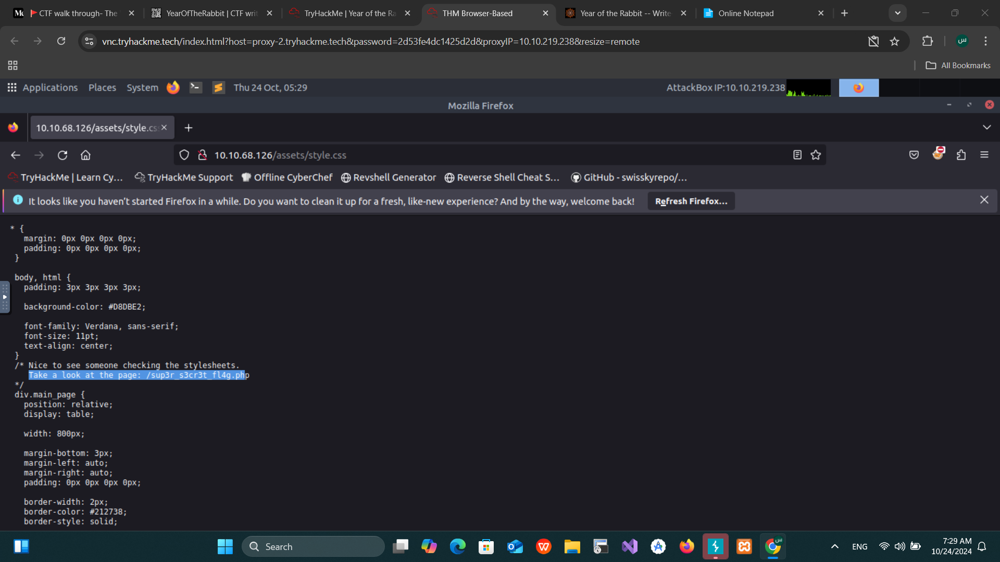 CTF walk through- The
YearOfTheRabbit | CTF writ
TryHackMe | Year of the Ra
THM Browser-Based
Year of the Rabbit -- Write
Online Notepad
vnc.tryhackme.tech/index.html?host=proxy-2.tryhackme.tech&password=2d53fe4dc1425d2d&proxyIP=10.10.219.238&resize=remote
س
All Bookmarks
Applications Places System Thu 24 Oct, 05:29 AttackBox IP:10.10.219.238
Mozilla Firefox
10.10.68.126/assets/style.cs
10.10.68.126/assets/style.css
TryHackMe | Learn Cy… TryHackMe Support Offline CyberChef Revshell Generator Reverse Shell Cheat S… GitHub - swisskyrepo/…
It looks like you haven’t started Firefox in a while. Do you want to clean it up for a fresh, like-new experience? And by the way, welcome back! Refresh Firefox…
* {
margin: 0px 0px 0px 0px;
padding: 0px 0px 0px 0px;
}
body, html {
padding: 3px 3px 3px 3px;
background-color: #D8DBE2;
font-family: Verdana, sans-serif;
font-size: 11pt;
text-align: center;
}
/* Nice to see someone checking the stylesheets.
Take a look at the page: /sup3r_s3cr3t_fl4g.php
*/
div.main_page {
position: relative;
display: table;
width: 800px;
margin-bottom: 3px;
margin-left: auto;
margin-right: auto;
padding: 0px 0px 0px 0px;
border-width: 2px;
border-color: #212738;
border-style: solid;
Search
س
ENG
7:29 AM
10/24/2024